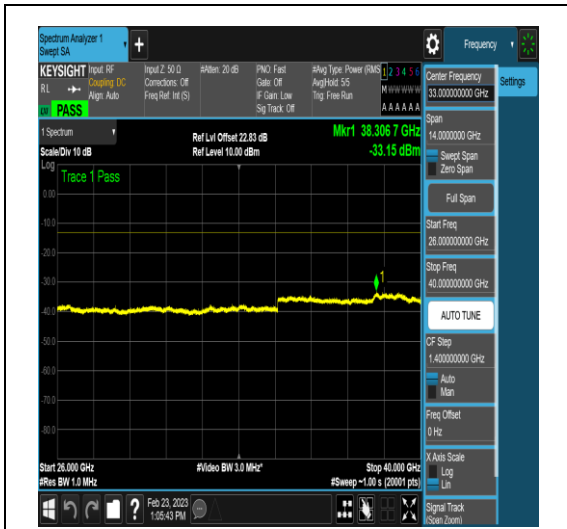 Spectrum Analyzer 1
Swept SA
Frequency
KEYSIGHT
Input: RF
Input Z: 50 Ω
#Atten: 20 dB
PNO: Fast
#Avg Type: Power (RMS
1 2 3 4 5 6
Coupling: DC
Corrections: Off
Gate: Off
Avg|Hold: 5/5
M W W W W W
R L
Align: Auto
Freq Ref: Int (S)
IF Gain: Low
Trig: Free Run
Sig Track: Off
A A A A A A
PASS
Center Frequency
33.000000000 GHz
Settings
1 Spectrum
Ref Lvl Offset 22.83 dB
Mkr1 38.306 7 GHz
Scale/Div 10 dB
Ref Level 10.00 dBm
-33.15 dBm
Span
14.0000000 GHz
Swept Span
Zero Span
Log
Trace 1 Pass
Full Span
0.00
-10.0
-20.0
-30.0
-40.0
-50.0
-60.0
-70.0
-80.0
1
Start Freq
26.000000000 GHz
Stop Freq
40.000000000 GHz
AUTO TUNE
CF Step
1.400000000 GHz
Auto
Man
Freq Offset
0 Hz
X Axis Scale
Log
Lin
Signal Track
(Span Zoom)
Start 26.000 GHz
#Video BW 3.0 MHz*
Stop 40.000 GHz
#Res BW 1.0 MHz
#Sweep ~1.00 s (20001 pts)
?
Feb 23, 2023
1:05:43 PM